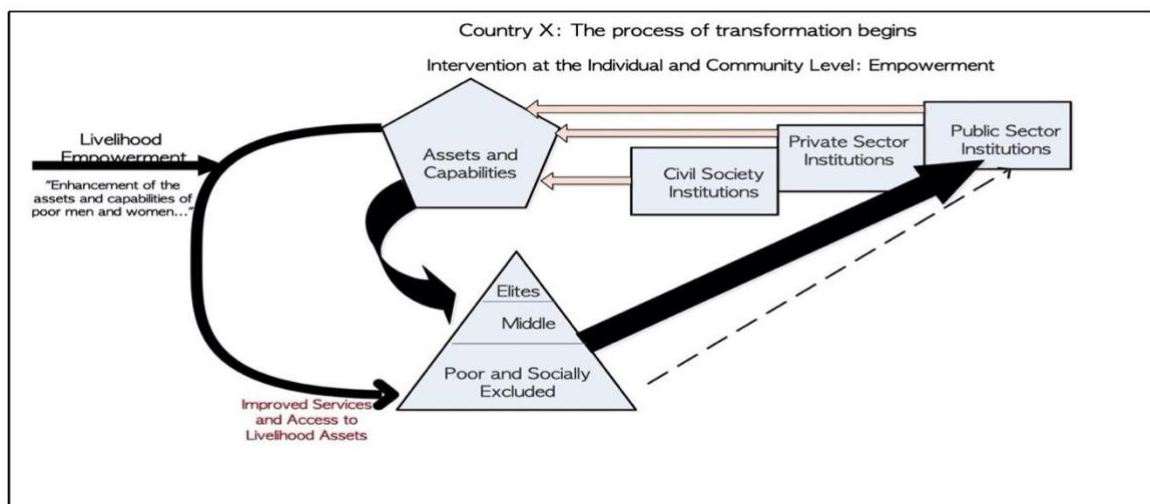 Country X: The process of transformation begins
Intervention at the Individual and Community Level: Empowerment
Livelihood
Empowerment
"Enhancement of the
assets and capabilities of
poor men and women..."
Assets and
Capabilities
Civil Society
Institutions
Private Sector
Institutions
Public Sector
Institutions
Elites
Middle
Poor and Socially
Excluded
Improved Services
and Access to
Livelihood Assets